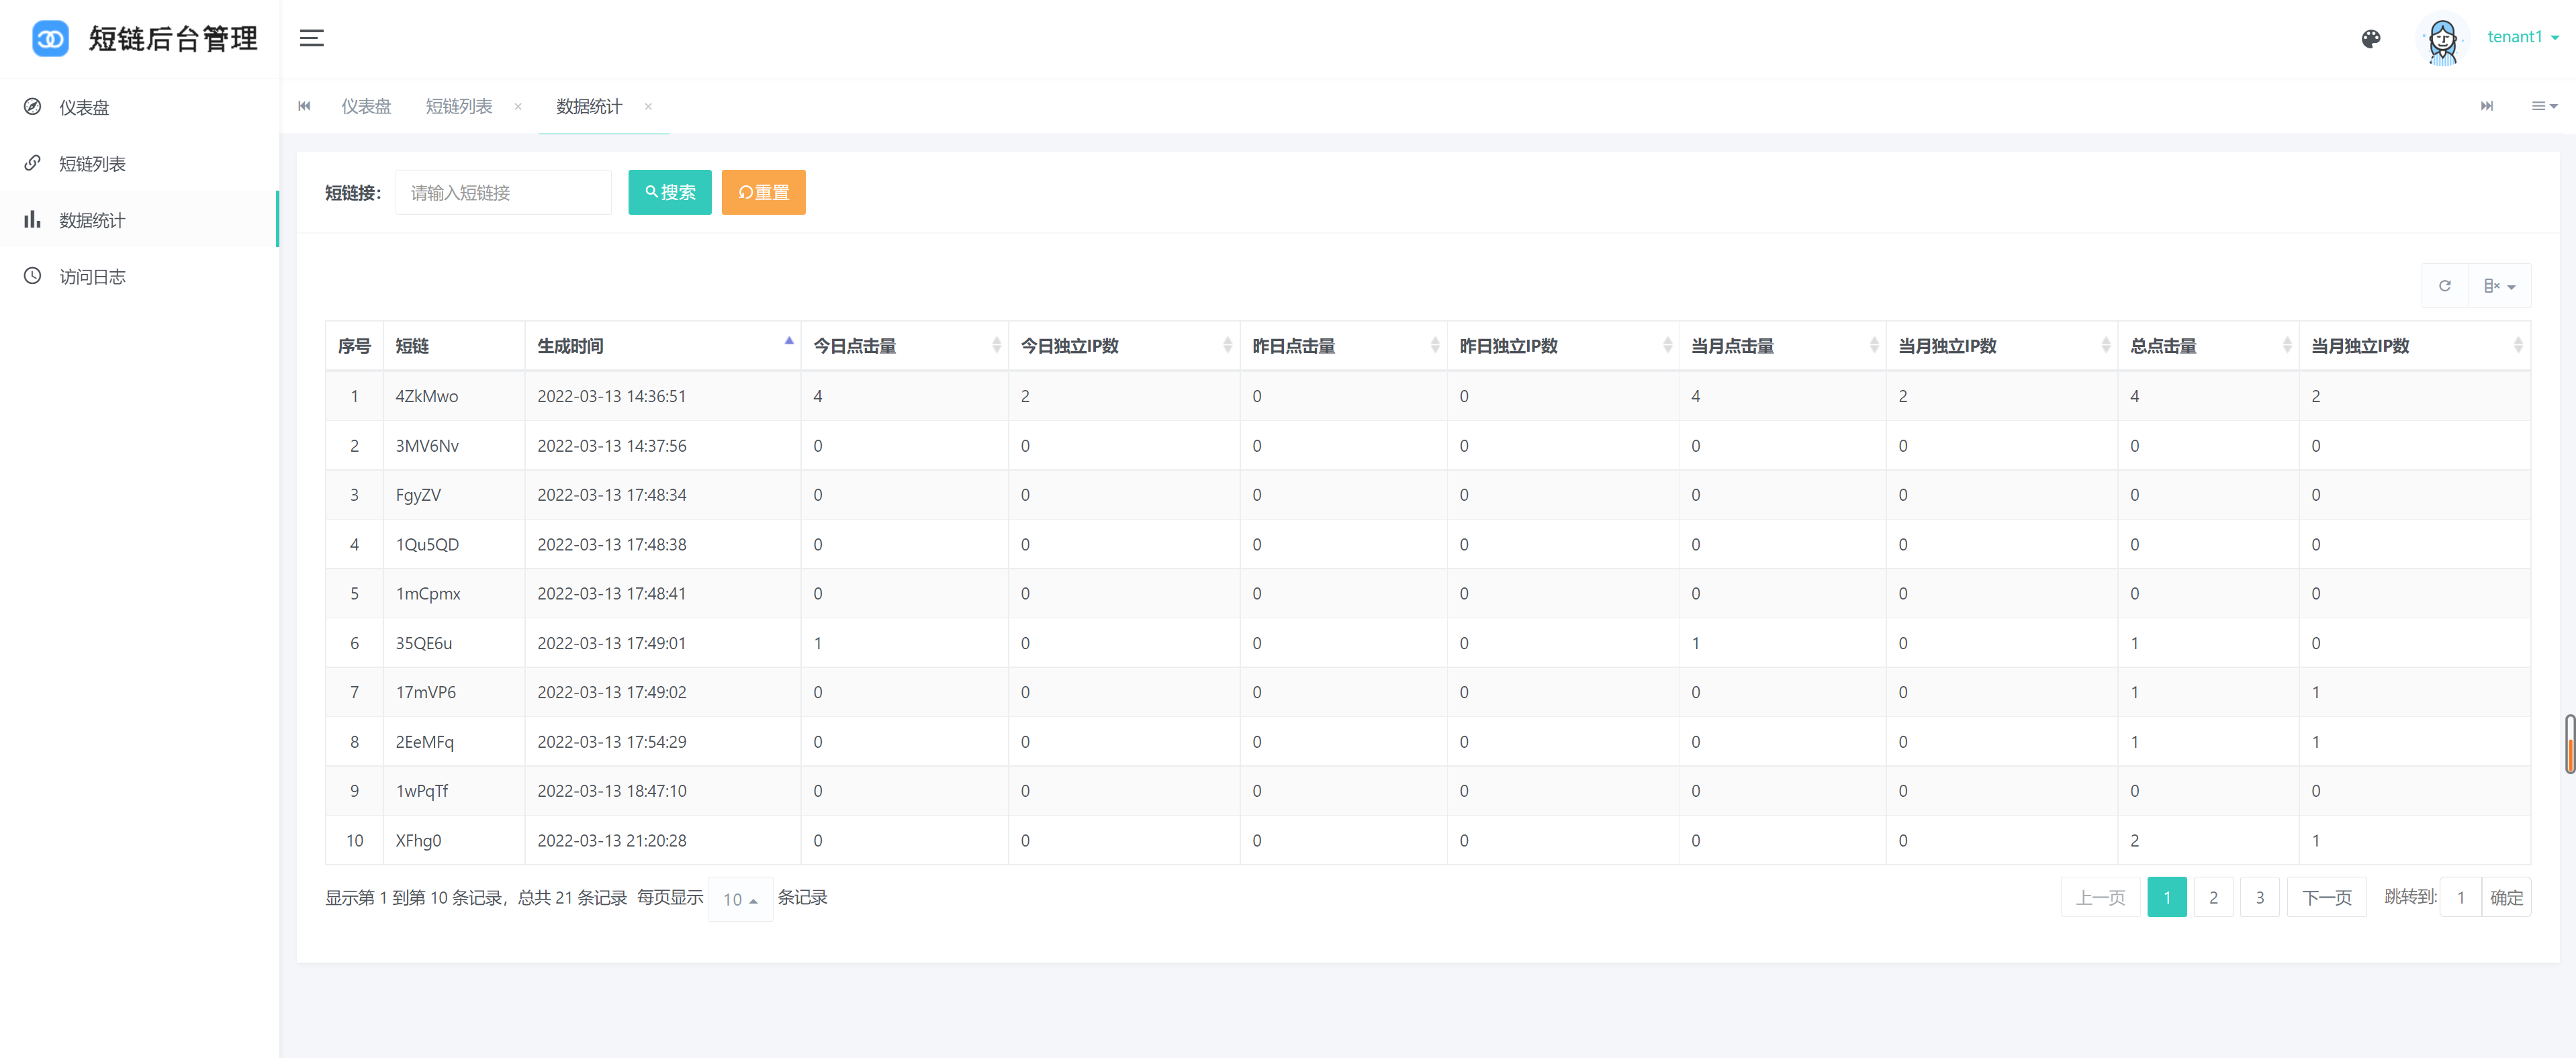 短链后台管理
tenant1
仪表盘
短链列表
数据统计
访问日志
仪表盘 短链列表 × 数据统计 ×
短链接： 请输入短链接 搜索 重置
序号 短链 生成时间 今日点击量 今日独立IP数 昨日点击量 昨日独立IP数 当月点击量 当月独立IP数 总点击量 当月独立IP数
1 4ZkMwo 2022-03-13 14:36:51 4 2 0 0 4 2 4 2
2 3MV6Nv 2022-03-13 14:37:56 0 0 0 0 0 0 0 0
3 FgyZV 2022-03-13 17:48:34 0 0 0 0 0 0 0 0
4 1Qu5QD 2022-03-13 17:48:38 0 0 0 0 0 0 0 0
5 1mCpmx 2022-03-13 17:48:41 0 0 0 0 0 0 0 0
6 35QE6u 2022-03-13 17:49:01 1 0 0 0 1 0 1 0
7 17mVP6 2022-03-13 17:49:02 0 0 0 0 0 0 1 1
8 2EeMFq 2022-03-13 17:54:29 0 0 0 0 0 0 1 1
9 1wPqTf 2022-03-13 18:47:10 0 0 0 0 0 0 0 0
10 XFhg0 2022-03-13 21:20:28 0 0 0 0 0 0 2 1
显示第 1 到第 10 条记录，总共 21 条记录 每页显示 10 条记录
上一页 1 2 3 下一页 跳转到: 1 确定